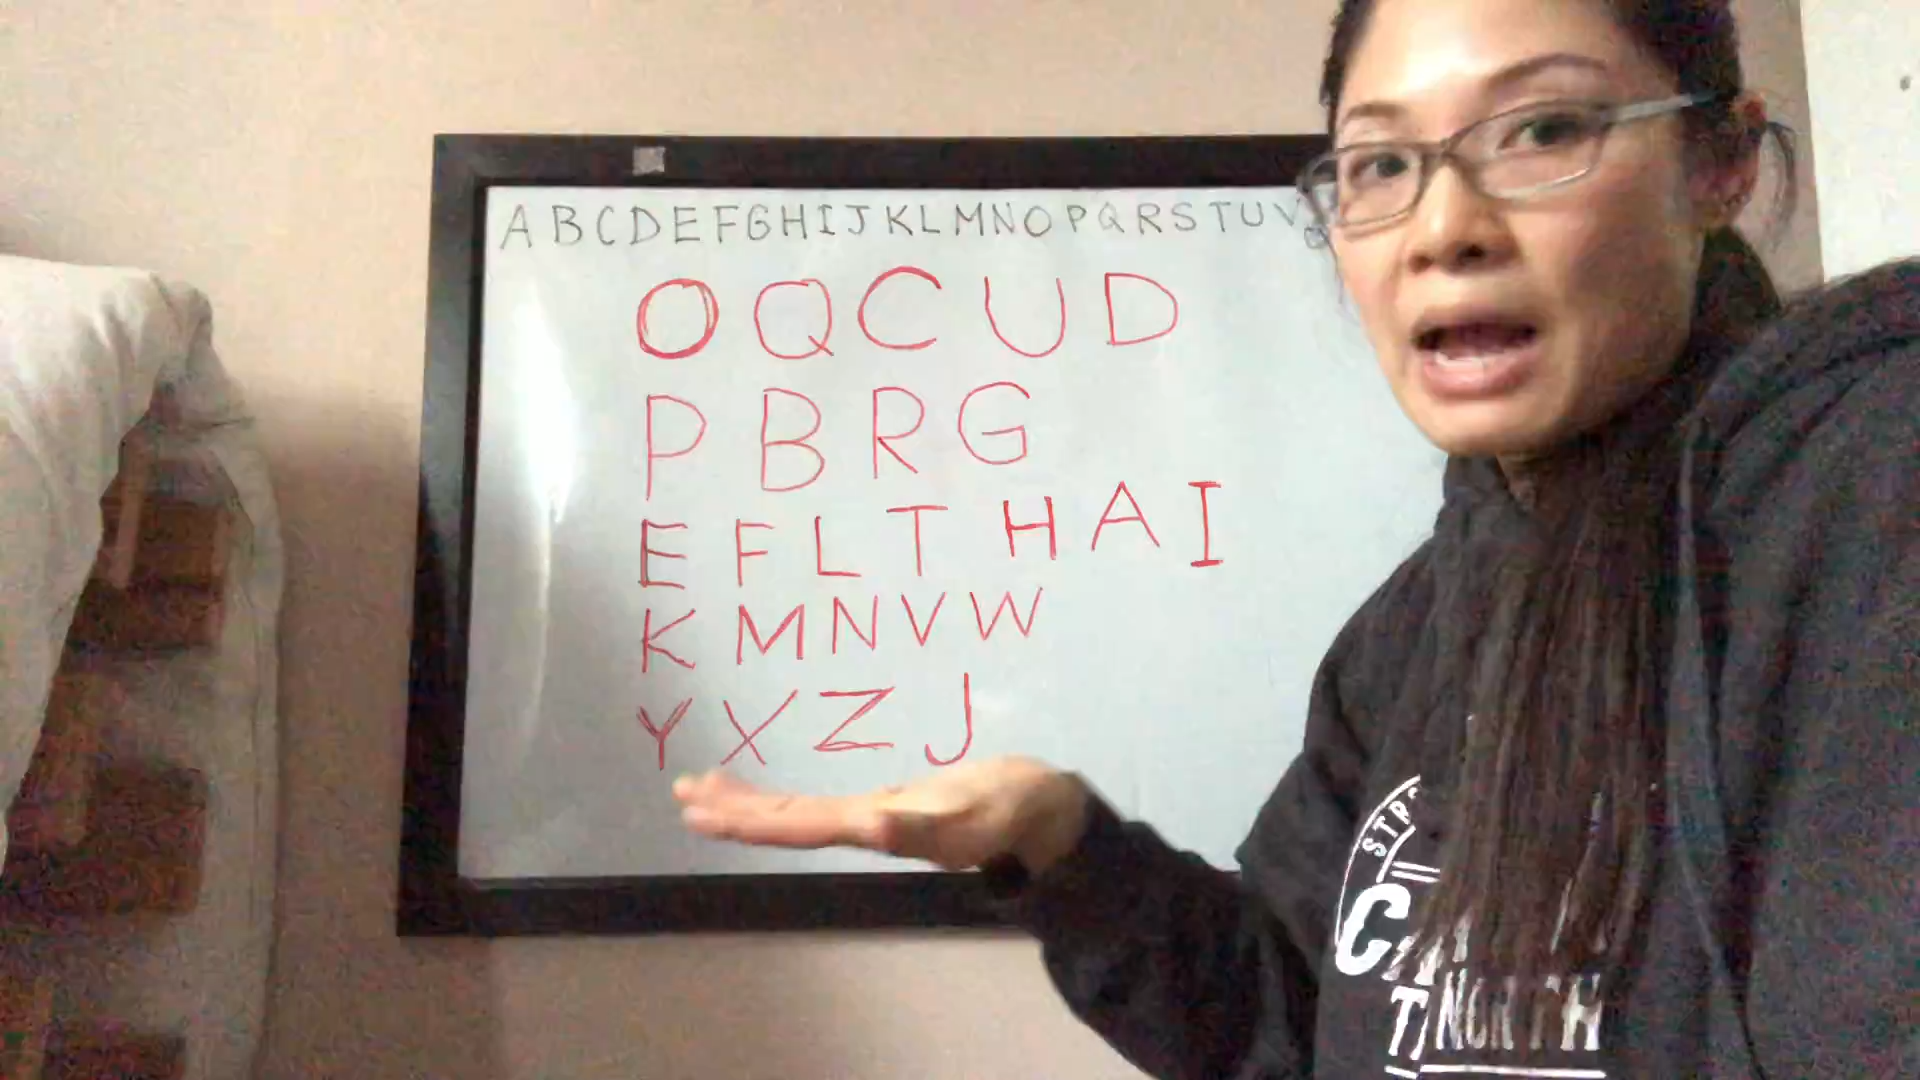 A B C D E F G H I J K L M N O P Q R S T U V
O Q C U D
P B R G
E F L T H A I
K M N V W
Y X Z J
NORTH